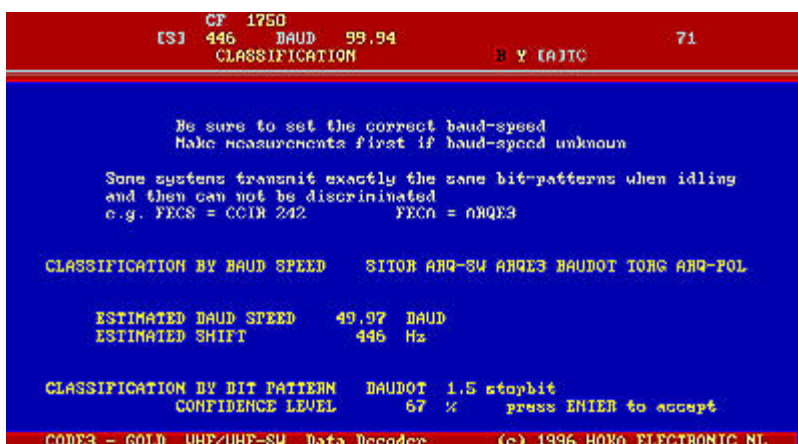 CF 1750
[S] 446 BAUD 99.94 71
CLASSIFICATION B Y [A]TC
Be sure to set the correct baud-speed
Make measurements first if baud-speed unknown
Some systems transmit exactly the same bit-patterns when idling
and then can not be discriminated
e.g. FECS = CCIR 242 FECA = ARQE3
CLASSIFICATION BY BAUD SPEED SITOR ARQ-SW ARQE3 BAUDOT TORG ARQ-POL
ESTIMATED BAUD SPEED 49.97 BAUD
ESTIMATED SHIFT 446 Hz
CLASSIFICATION BY BIT PATTERN BAUDOT 1.5 stopbit
CONFIDENCE LEVEL 67 % press ENTER to accept
CODE3 - GOLD VHF/UHF-SW Data Decoder (c) 1996 HOKA ELECTRONIC NL